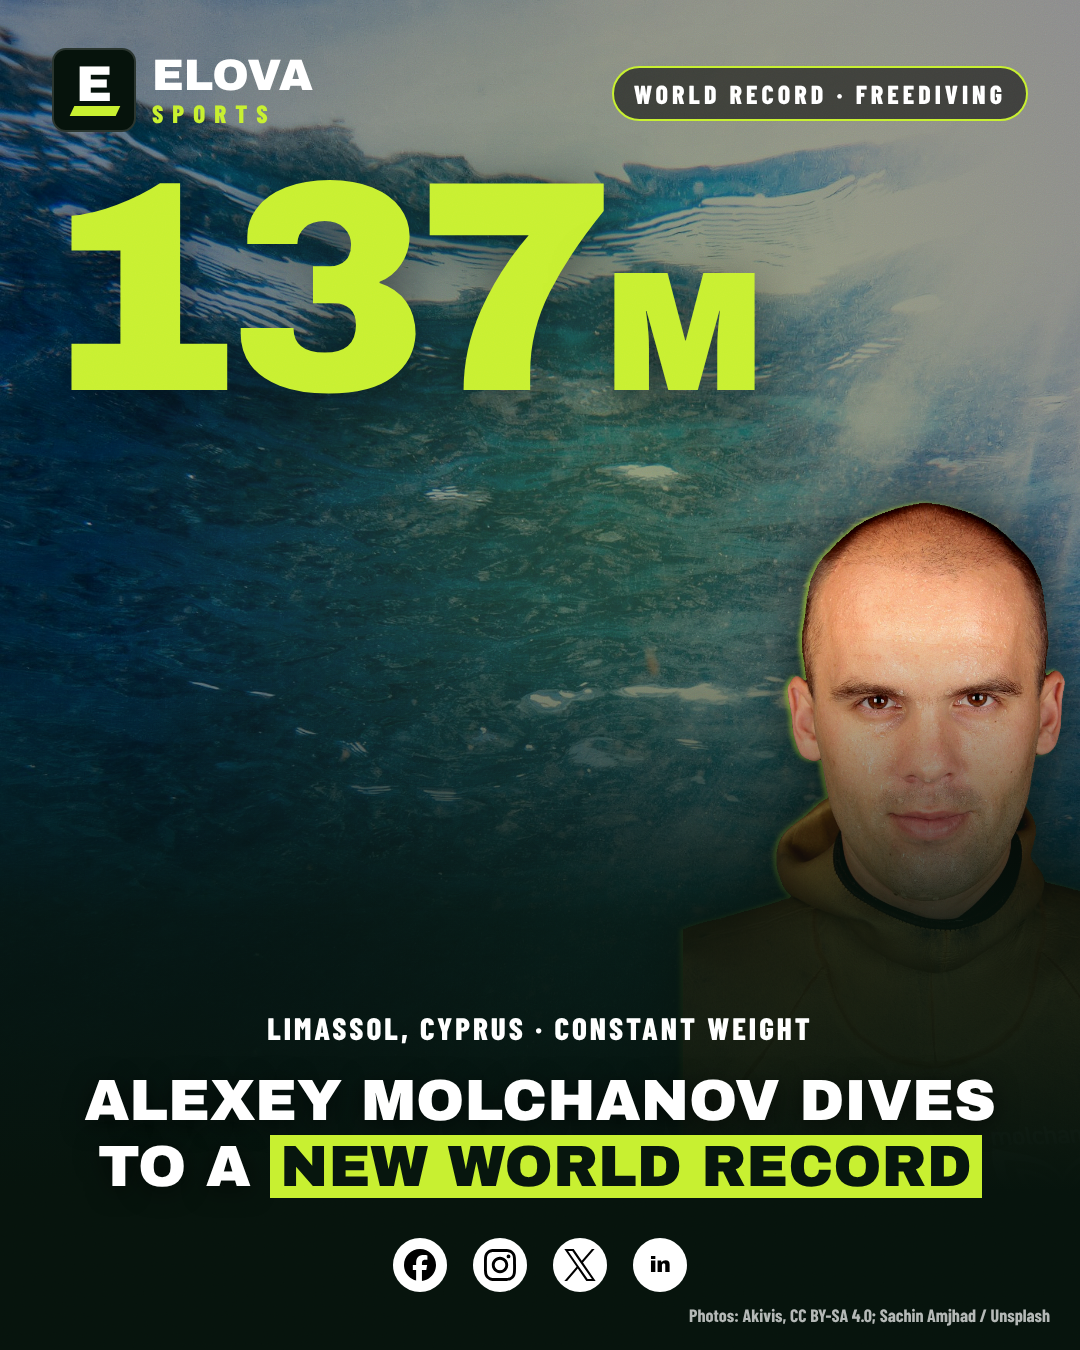 E
ELOVA
SPORTS
WORLD RECORD · FREEDIVING
137M
LIMASSOL, CYPRUS · CONSTANT WEIGHT
ALEXEY MOLCHANOV DIVES
TO A NEW WORLD RECORD
in
Photos: Akivis, CC BY-SA 4.0; Sachin Amjhad / Unsplash